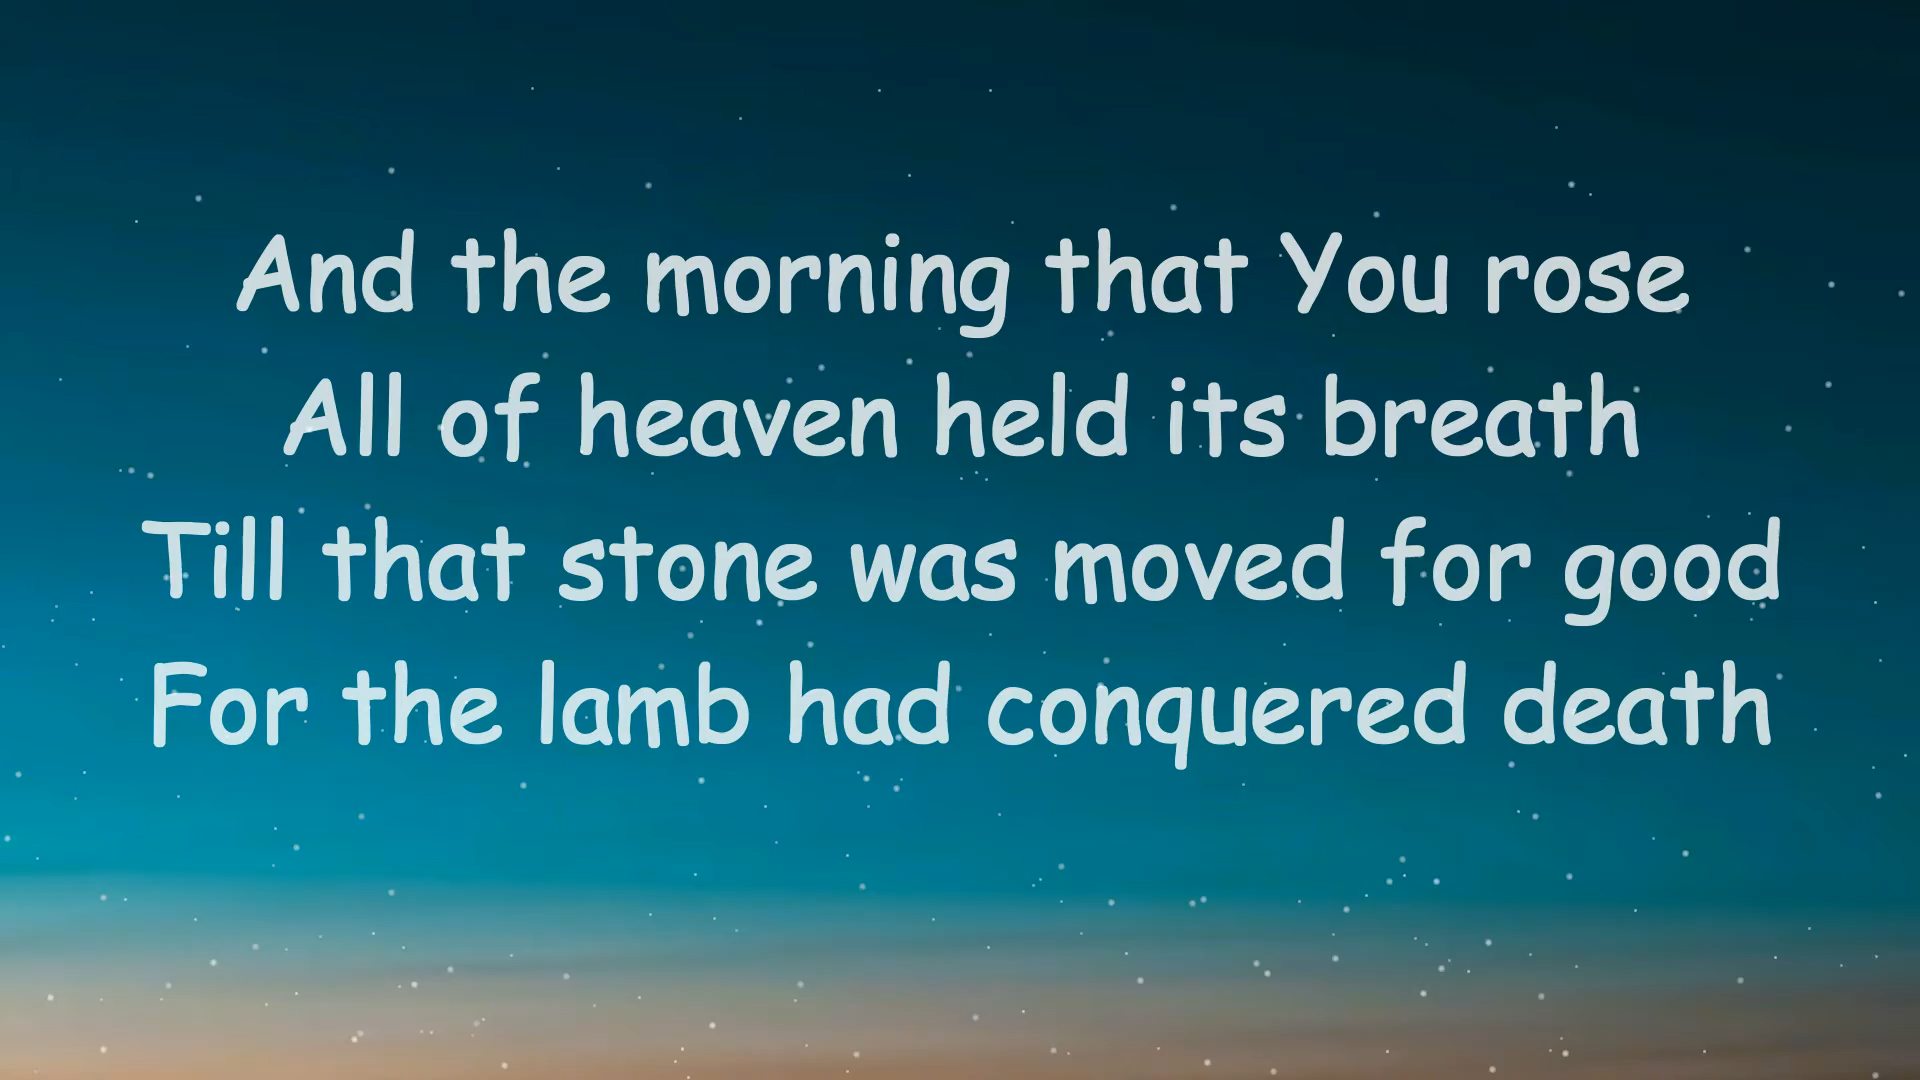 And the morning that You rose
All of heaven held its breath
Till that stone was moved for good
For the lamb had conquered death